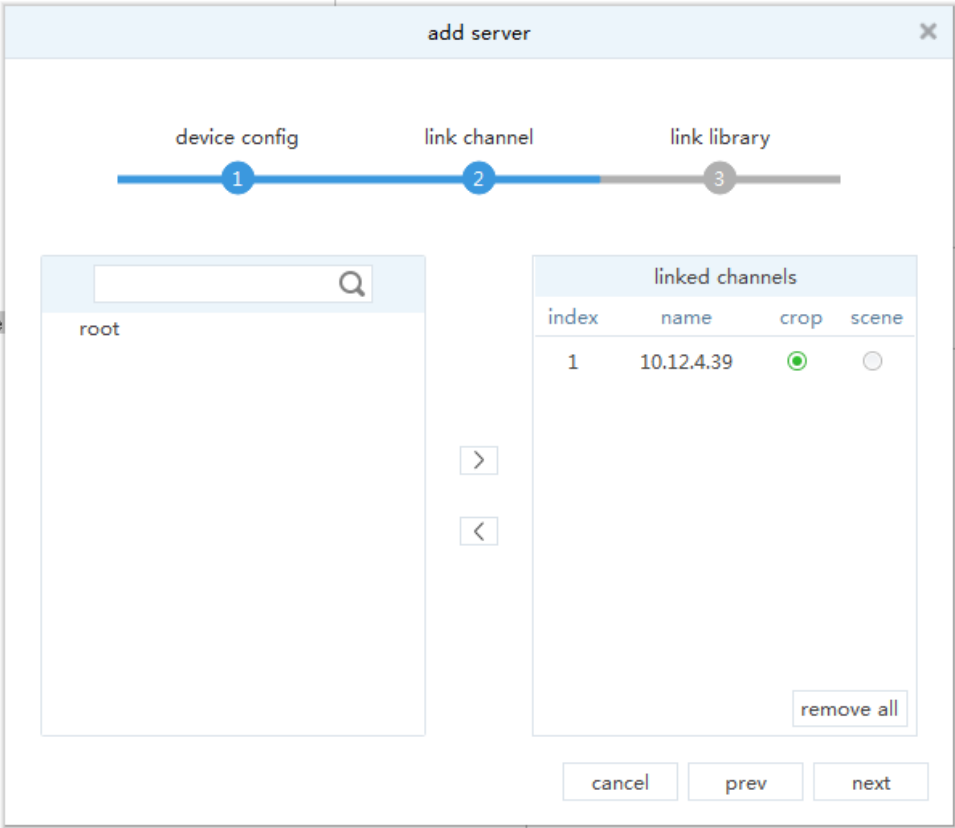 add server
device config link channel link library
1 2 3
root
linked channels
index name crop scene
1 10.12.4.39
remove all
cancel prev next